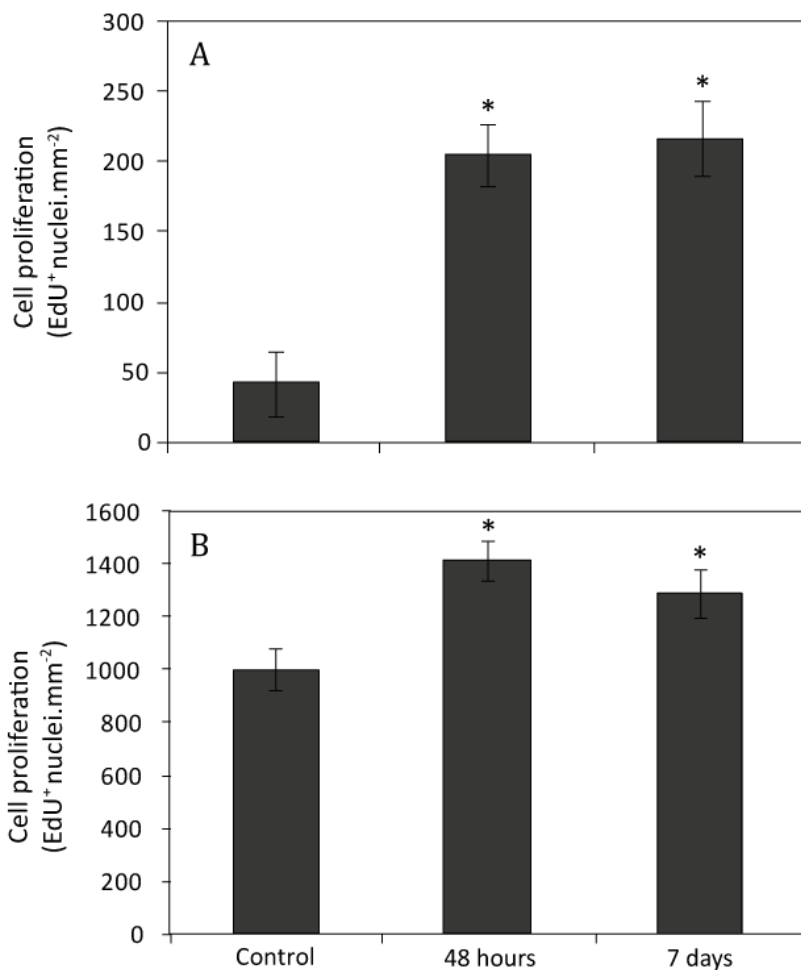 300
A
250
*
*
200
150
100
50
0
Cell proliferation
(EdU⁺ nuclei.mm⁻²)
1600
B
*
*
1400
1200
1000
800
600
400
200
0
Cell proliferation
(EdU⁺ nuclei.mm⁻²)
Control 48 hours 7 days